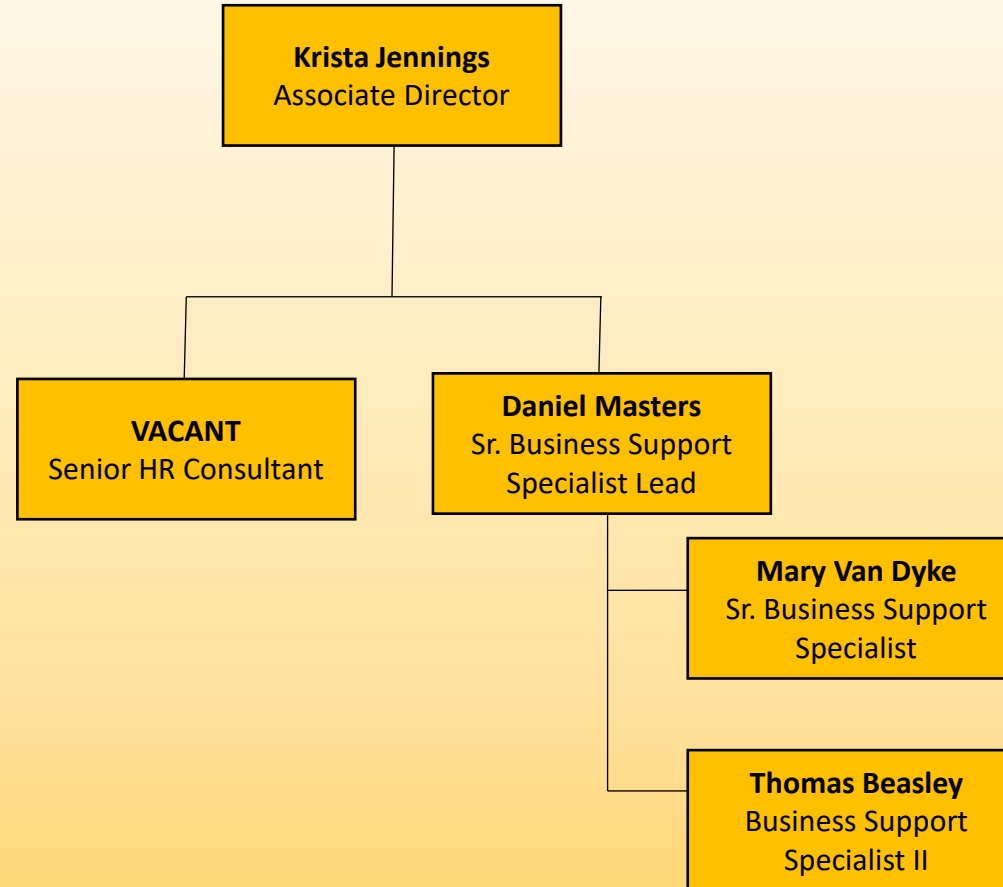 Krista Jennings
Associate Director
VACANT
Senior HR Consultant
Daniel Masters
Sr. Business Support
Specialist Lead
Mary Van Dyke
Sr. Business Support
Specialist
Thomas Beasley
Business Support
Specialist II